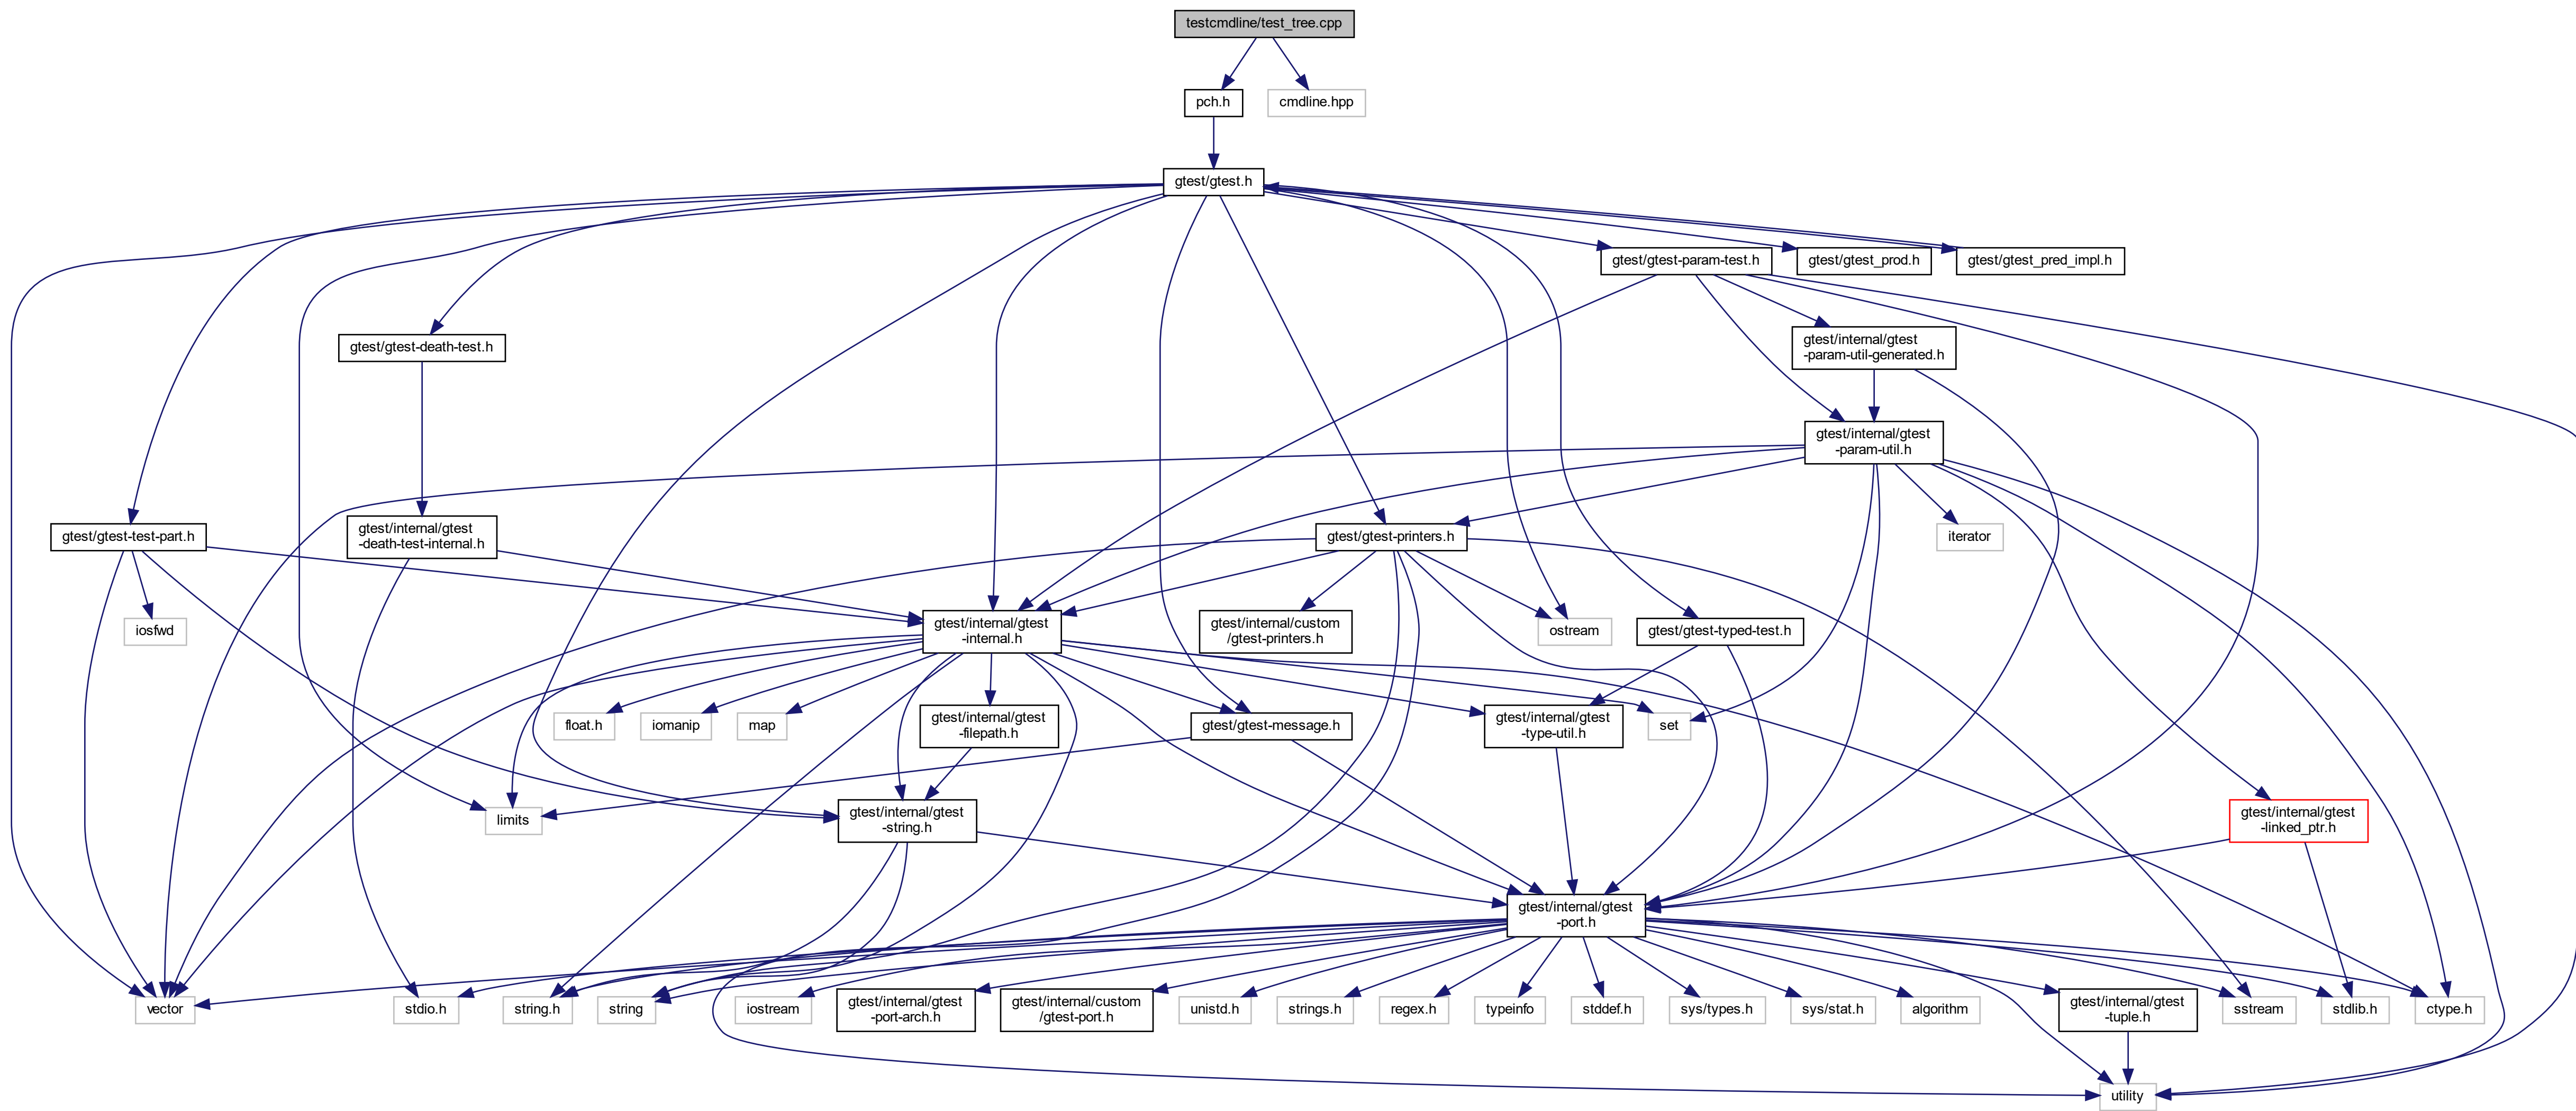 testcmdline/test_tree.cpp
pch.h
cmdline.hpp
gtest/gtest.h
gtest/gtest-param-test.h
gtest/gtest_prod.h
gtest/gtest_pred_impl.h
gtest/gtest-death-test.h
gtest/internal/gtest
-param-util-generated.h
gtest/internal/gtest
-param-util.h
gtest/gtest-test-part.h
gtest/internal/gtest
-death-test-internal.h
gtest/gtest-printers.h
iterator
iosfwd
gtest/internal/gtest
-internal.h
gtest/internal/custom
/gtest-printers.h
ostream
gtest/gtest-typed-test.h
float.h
iomanip
map
gtest/internal/gtest
-filepath.h
gtest/gtest-message.h
gtest/internal/gtest
-type-util.h
set
limits
gtest/internal/gtest
-string.h
gtest/internal/gtest
-linked_ptr.h
gtest/internal/gtest
-port.h
vector
stdio.h
string.h
string
iostream
gtest/internal/gtest
-port-arch.h
gtest/internal/custom
/gtest-port.h
unistd.h
strings.h
regex.h
typeinfo
stddef.h
sys/types.h
sys/stat.h
algorithm
gtest/internal/gtest
-tuple.h
sstream
stdlib.h
ctype.h
utility